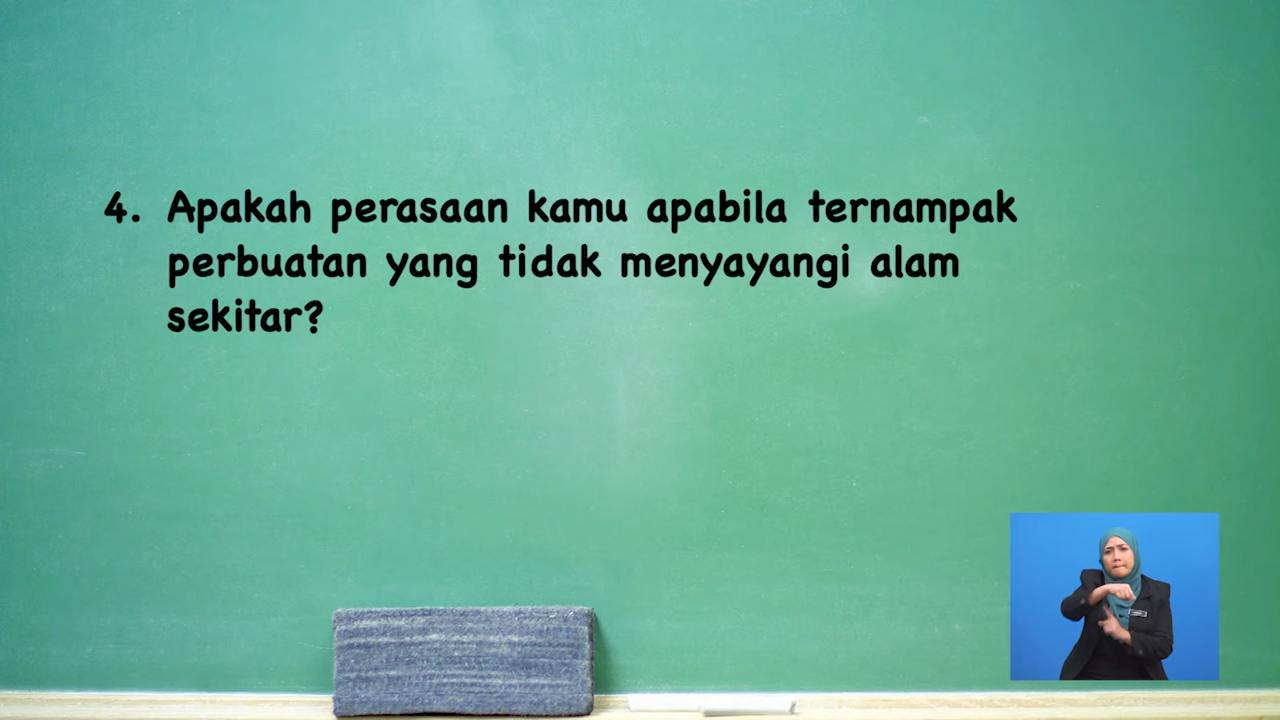 4. Apakah perasaan kamu apabila ternampak
perbuatan yang tidak menyayangi alam
sekitar?